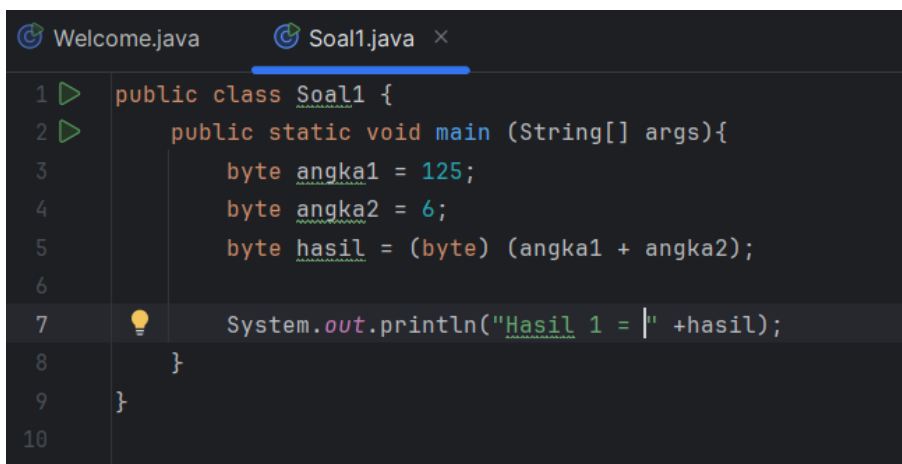 Welcome.java Soal1.java ×
1 public class Soal1 {
2 public static void main (String[] args){
3 byte angka1 = 125;
4 byte angka2 = 6;
5 byte hasil = (byte) (angka1 + angka2);
6
7 System.out.println("Hasil 1 = " +hasil);
8 }
9 }
10